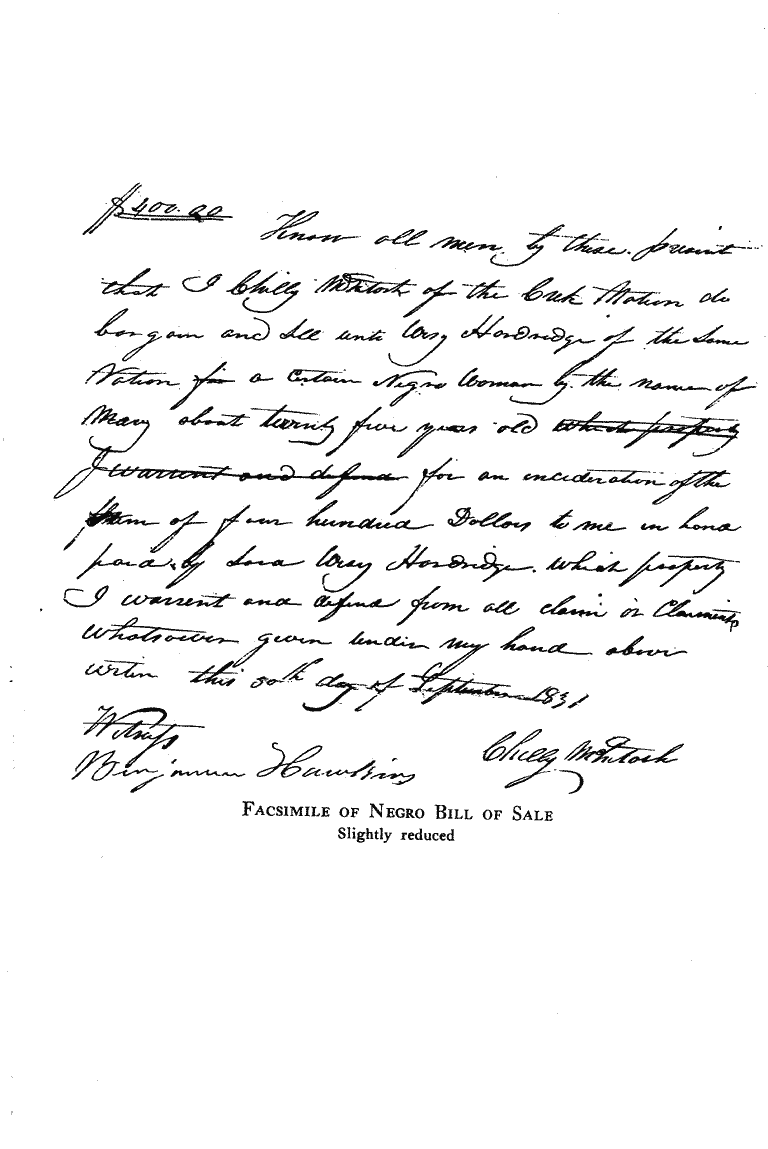 $400.00
Know all men by these present
that I Chilly McIntosh of the Creek Nation do
bargain and Sell unto Wesy Hardridge of the Same
Nation for a certain Negro Woman by the name of
Mary about twenty five years old which property
I warrent and defend for an incideration of the
Sum of four hundred Dollars to me in hand
paid by Said Wesy Hardridge. Which property
I warrent and defend from all claim or Claiments
Whatsoever given under my hand above
writen this 30th day of September 1831
Witness
Benjamin Hawkins
Chilly McIntosh
FACSIMILE OF NEGRO BILL OF SALE
Slightly reduced